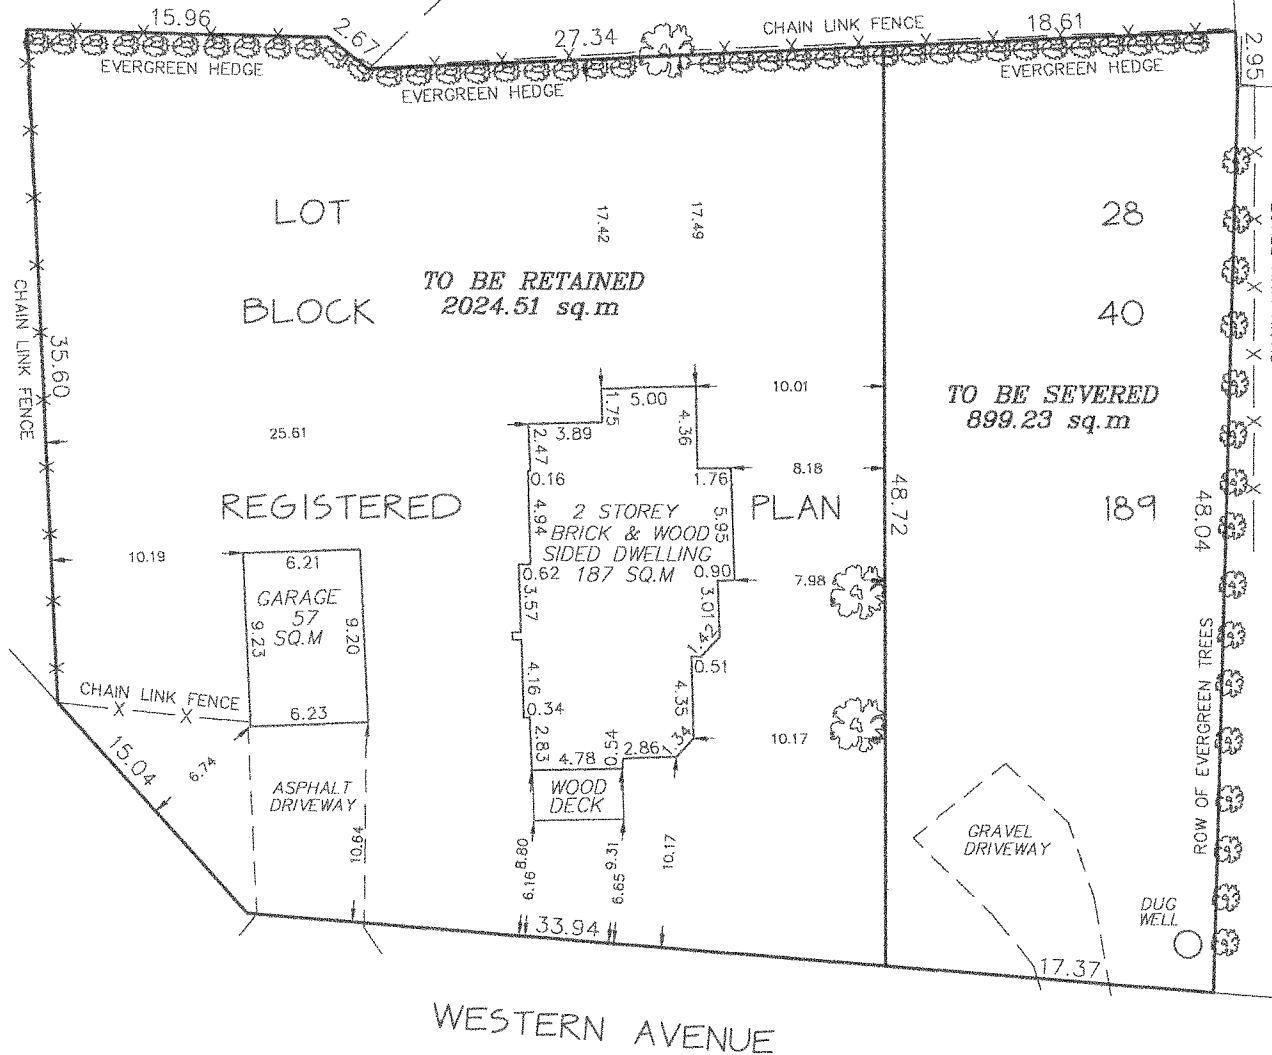 15.96
2.67
27.34
CHAIN LINK FENCE
18.61
2.95
EVERGREEN HEDGE
EVERGREEN HEDGE
EVERGREEN HEDGE
LOT
28
17.42
17.49
TO BE RETAINED
2024.51 sq.m
BLOCK
40
CHAIN LINK FENCE
35.60
TO BE SEVERED
899.23 sq.m
5.00
10.01
1.75
4.36
25.61
3.89
2.47
0.16
1.76
8.18
REGISTERED
PLAN
189
48.72
48.04
4.94
2 STOREY
BRICK & WOOD
SIDED DWELLING
187 SQ.M
5.95
0.90
7.98
10.19
6.21
0.62
3.57
3.01
GARAGE
57
SQ.M
9.23
9.20
1.42
0.51
4.16
0.34
4.35
CHAIN LINK FENCE
6.23
2.83
4.78
0.54
2.86
1.34
10.17
15.04
6.74
ASPHALT
DRIVEWAY
WOOD
DECK
10.64
8.80
6.16
9.31
6.65
10.17
ROW OF EVERGREEN TREES
GRAVEL
DRIVEWAY
DUG
WELL
33.94
17.37
WESTERN AVENUE